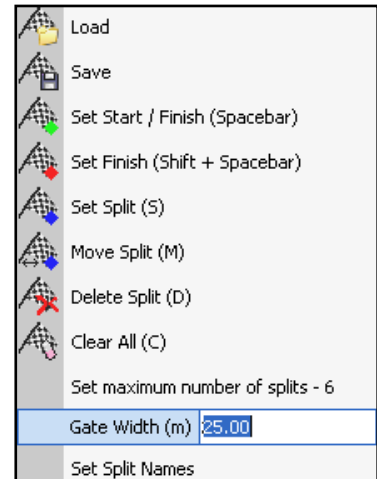 Load
Save
Set Start / Finish (Spacebar)
Set Finish (Shift + Spacebar)
Set Split (S)
Move Split (M)
Delete Split (D)
Clear All (C)
Set maximum number of splits - 6
Gate Width (m) 25.00
Set Split Names